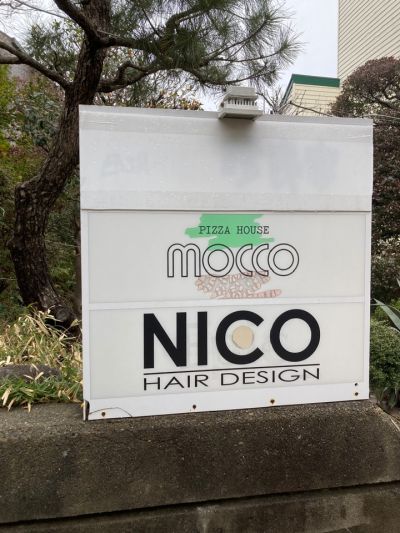 PIZZA HOUSE
mocco
NICO
HAIR DESIGN